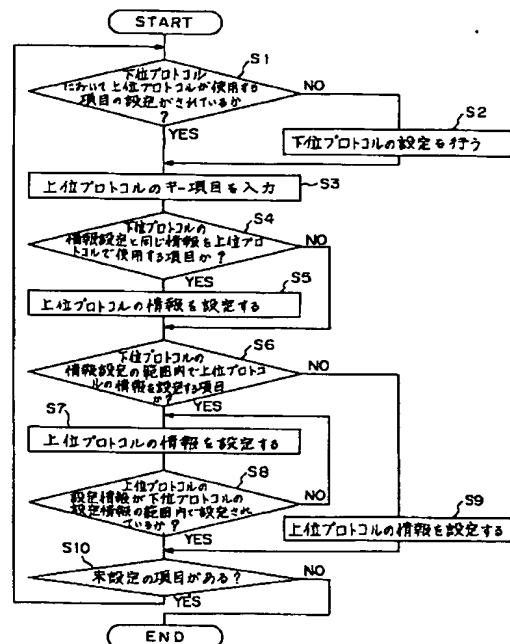 START
S1
下位プロトコル
において上位プロトコルが使用する
項目の設定がされているか
?
NO
YES
S2
下位プロトコルの設定を行う
上位プロトコルのキー項目を入力
S3
S4
下位プロトコルの
情報設定と同じ情報を上位プロ
トコルで使用する項目か?
NO
YES
S5
上位プロトコルの情報を設定する
S6
下位プロトコルの
情報設定の範囲内で上位プロトコ
ルの情報を設定する項目
か?
NO
YES
S7
上位プロトコルの情報を設定する
S8
上位プロトコルの
設定情報が下位プロトコルの
設定情報の範囲内で設定され
ているか?
NO
YES
S9
上位プロトコルの情報を設定する
S10
未設定の項目がある?
NO
YES
END